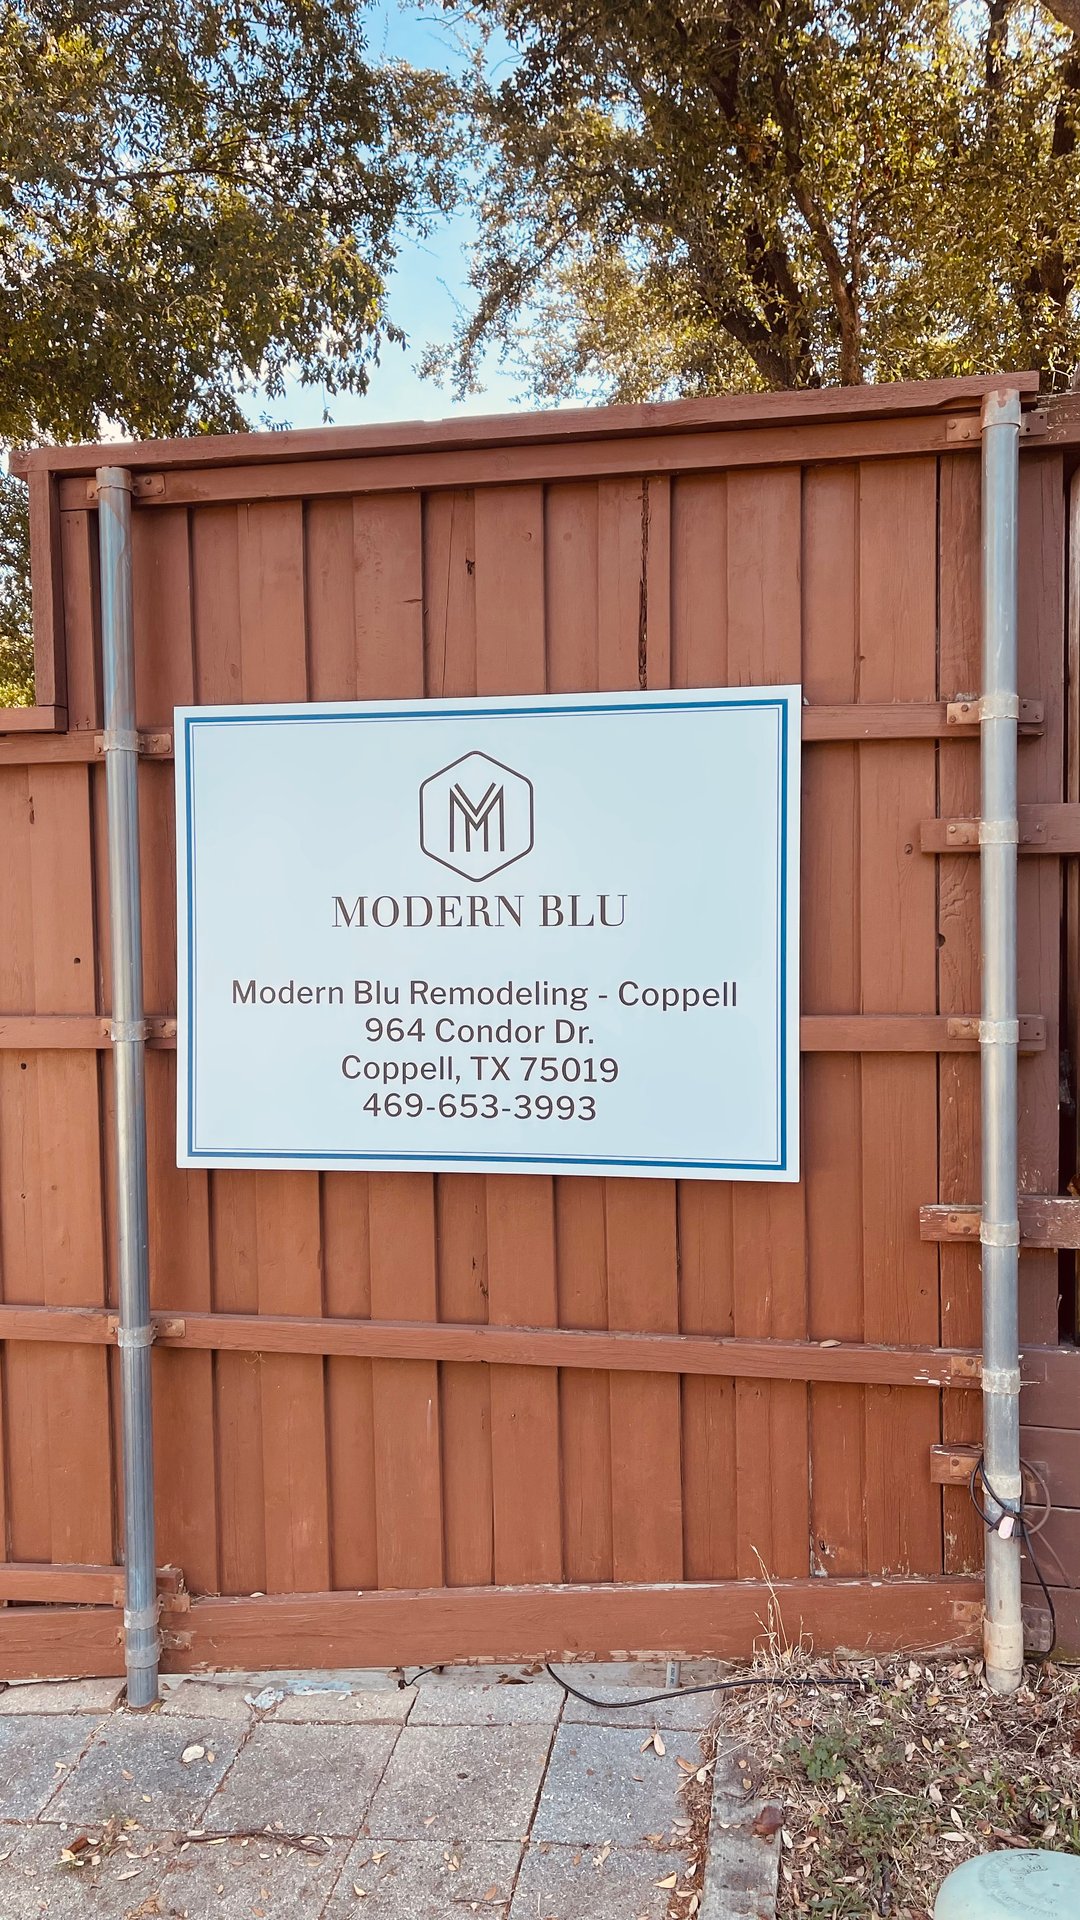 M
MODERN BLU
Modern Blu Remodeling - Coppell
964 Condor Dr.
Coppell, TX 75019
469-653-3993